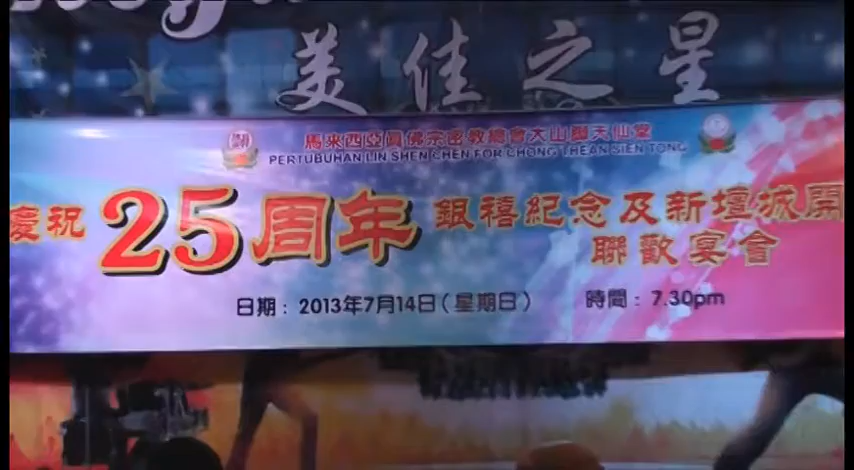 美佳之星
馬來西亞真佛宗密教總會大山腳天仙堂
PERTUBUHAN LIN SHEN CHEN FOR CHONG THEAN SIEN TONG
慶祝25周年銀禧紀念及新壇城開
聯歡宴會
日期：2013年7月14日（星期日） 時間：7.30pm